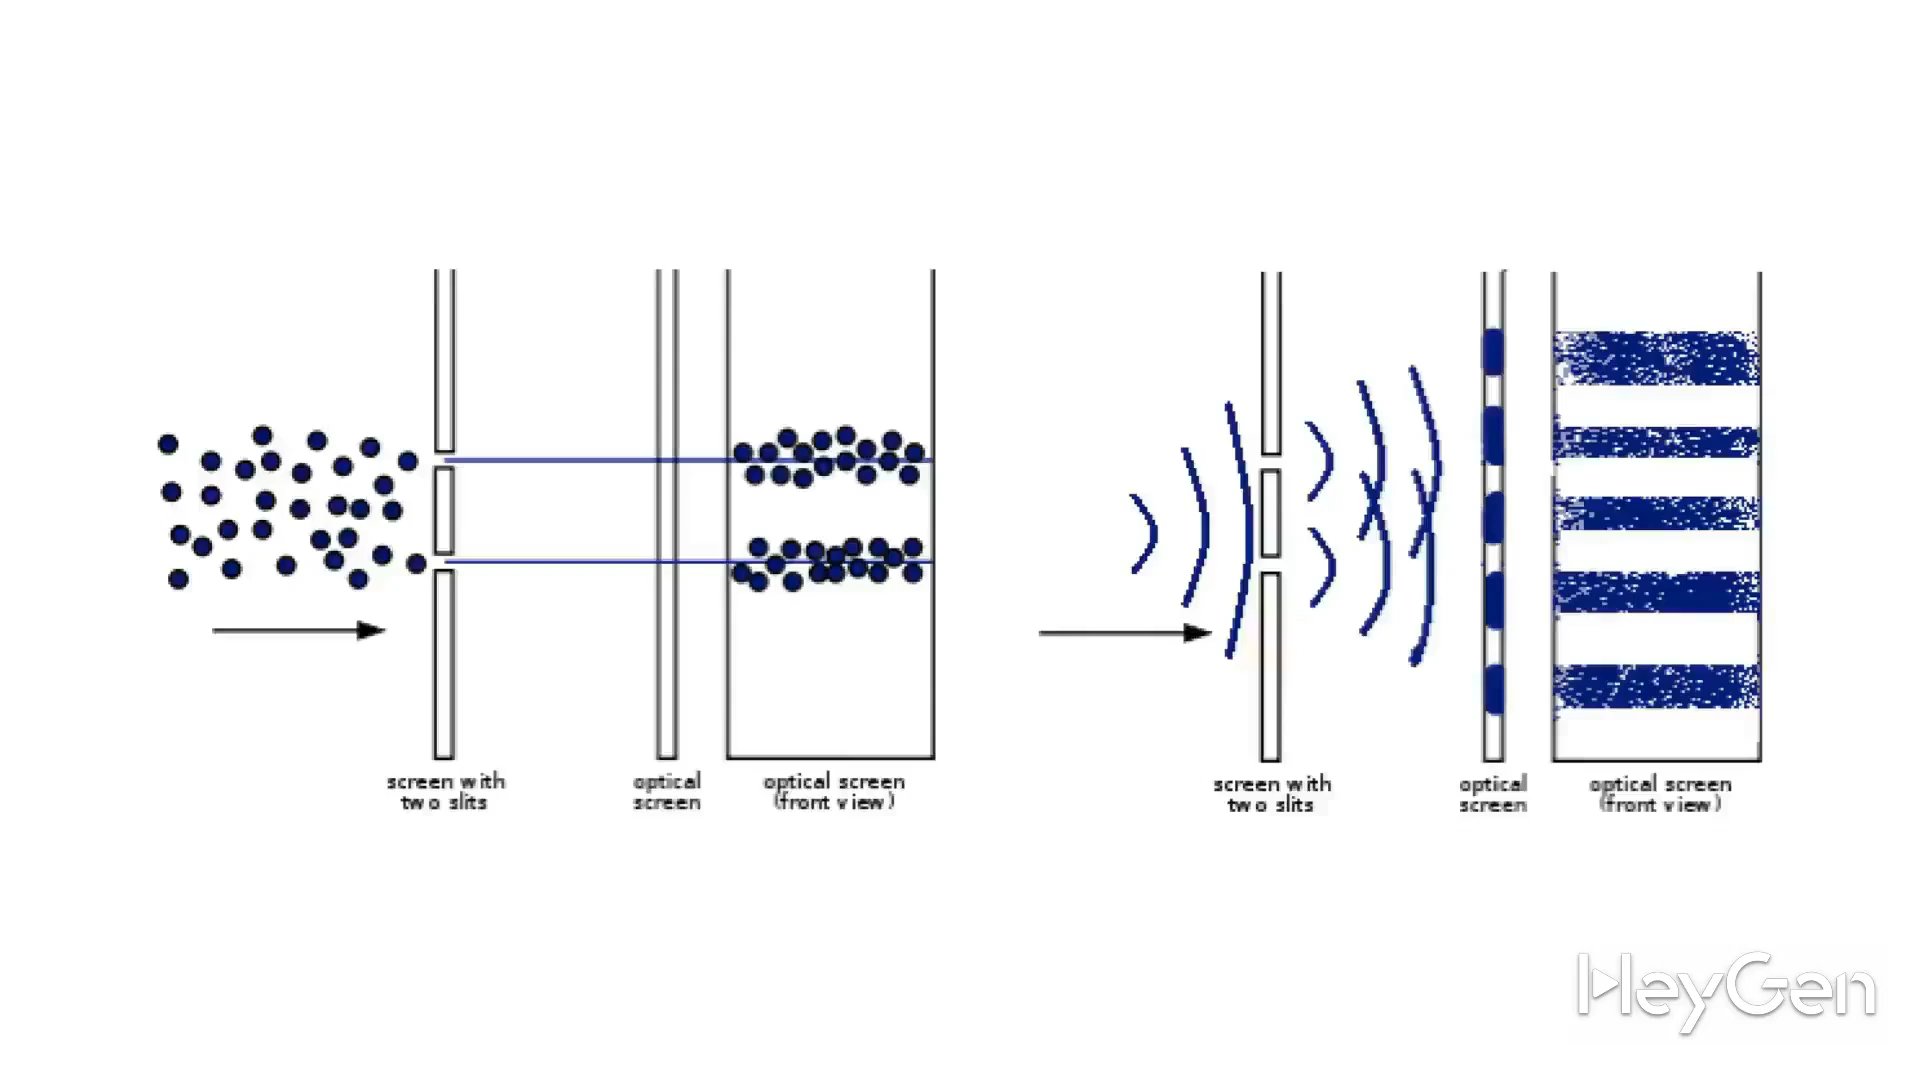 screen with
two slits
optical
screen
optical screen
(front view)
screen with
two slits
optical
screen
optical screen
(front view)
HeyGen